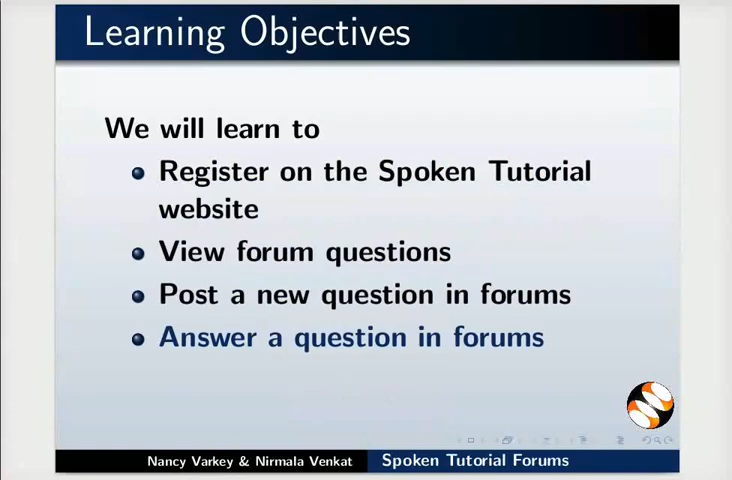 Learning Objectives
We will learn to
Register on the Spoken Tutorial
website
View forum questions
Post a new question in forums
Answer a question in forums
Nancy Varkey & Nirmala Venkat
Spoken Tutorial Forums